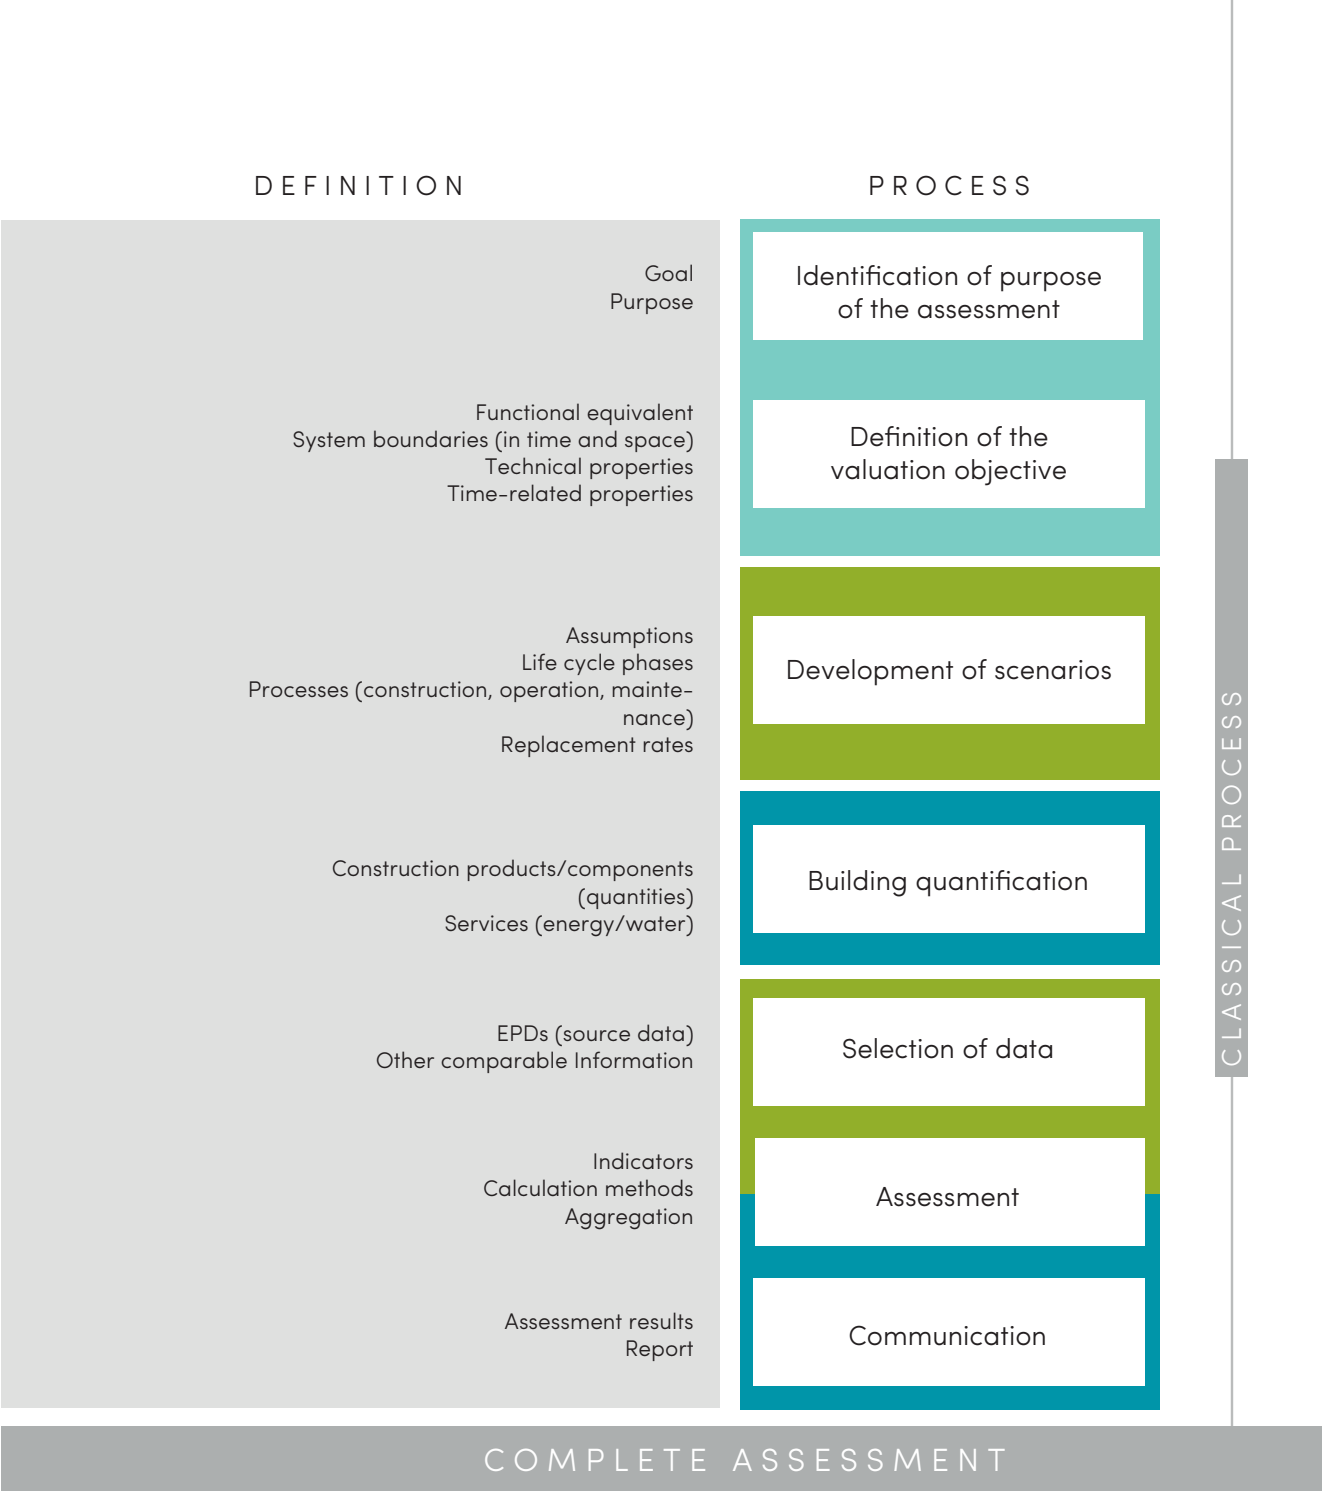 DEFINITION
PROCESS
Goal
Purpose
Identification of purpose
of the assessment
Functional equivalent
System boundaries (in time and space)
Technical properties
Time-related properties
Definition of the
valuation objective
Assumptions
Life cycle phases
Processes (construction, operation, mainte-
nance)
Replacement rates
Development of scenarios
Construction products/components
(quantities)
Services (energy/water)
Building quantification
EPDs (source data)
Other comparable Information
Selection of data
Indicators
Calculation methods
Aggregation
Assessment
Assessment results
Report
Communication
CLASSICAL PROCESS
COMPLETE ASSESSMENT